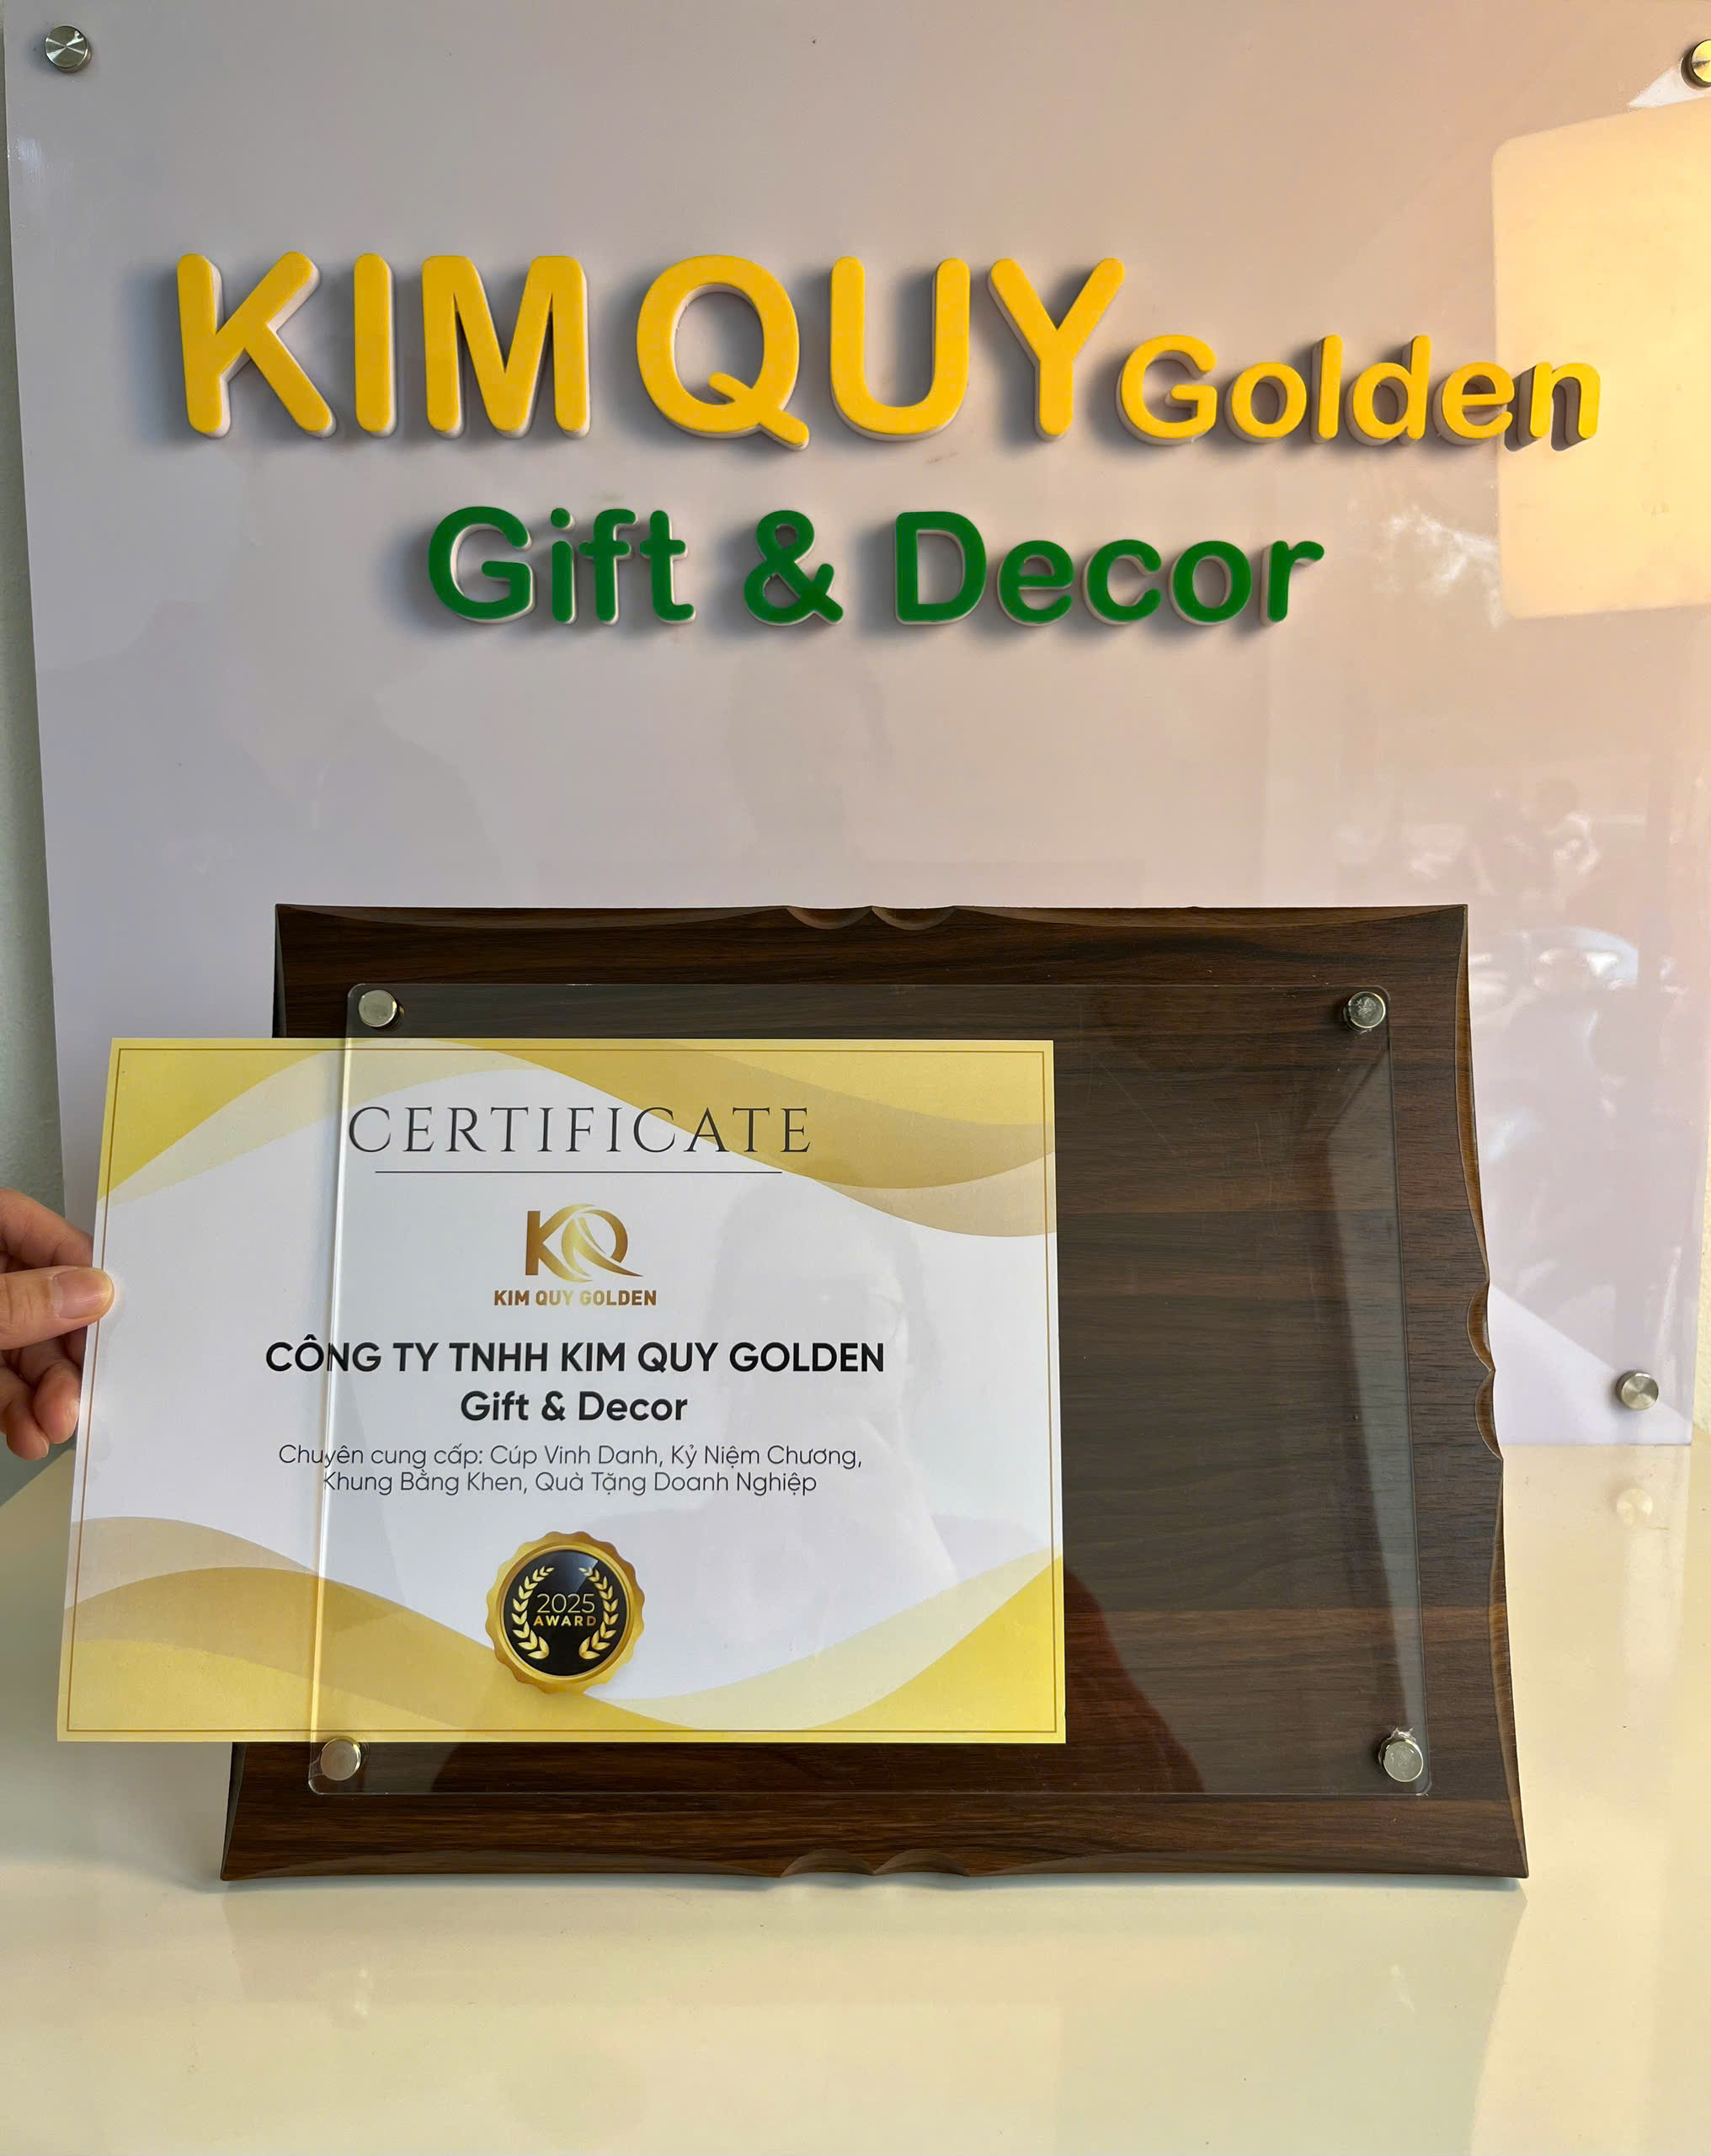 KIM QUY Golden
Gift & Decor
CERTIFICATE
KQ
KIM QUY GOLDEN
CÔNG TY TNHH KIM QUY GOLDEN
Gift & Decor
Chuyên cung cấp: Cúp Vinh Danh, Kỷ Niệm Chương,
Khung Bằng Khen, Quà Tặng Doanh Nghiệp
2025
AWARD